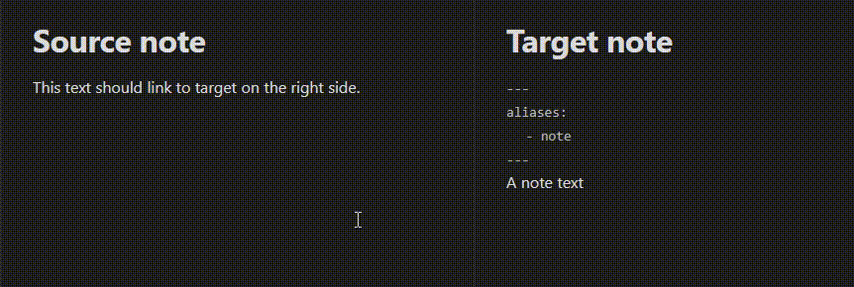 Source note
This text should link to target on the right side.
Target note
---
aliases:
  - note
---
A note text